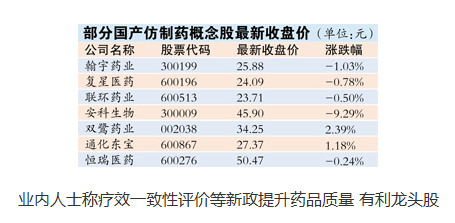 部分国产仿制药概念股最新收盘价(单位:元)
公司名称 股票代码 最新收盘价 涨跌幅
翰宇药业 300199 25.88 -1.03%
复星医药 600196 24.09 -0.78%
联环药业 600513 23.71 -0.50%
安科生物 300009 45.90 -9.29%
双鹭药业 002038 34.25 2.39%
通化东宝 600867 27.37 1.18%
恒瑞医药 600276 50.47 -0.24%
业内人士称疗效一致性评价等新政提升药品质量 有利龙头股